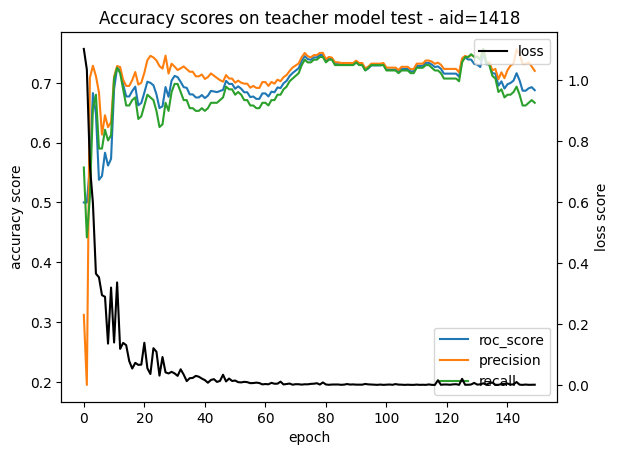 Accuracy scores on teacher model test - aid=1418
loss
0.7
0.6
0.5
0.4
0.3
0.2
accuracy score
1.0
0.8
0.6
0.4
0.2
0.0
loss score
roc_score
precision
recall
0 20 40 60 80 100 120 140
epoch